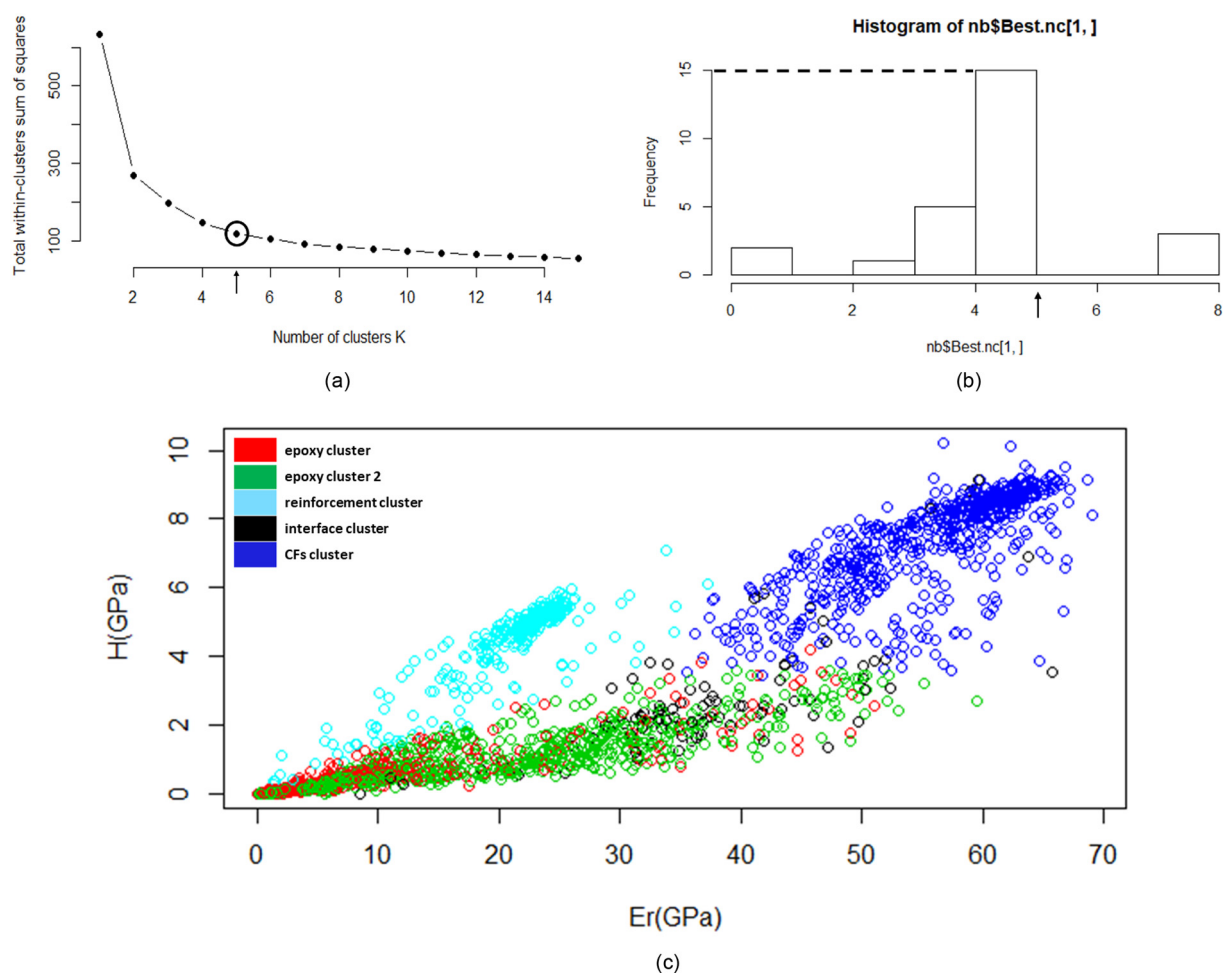 Total within-clusters sum of squares
500
300
100
2 4 6 8 10 12 14
Number of clusters K
(a)
Histogram of nb$Best.nc[1, ]
Frequency
15
10
5
0
0 2 4 6 8
nb$Best.nc[1, ]
(b)
epoxy cluster
epoxy cluster 2
reinforcement cluster
interface cluster
CFs cluster
H(GPa)
10
8
6
4
2
0
0 10 20 30 40 50 60 70
Er(GPa)
(c)